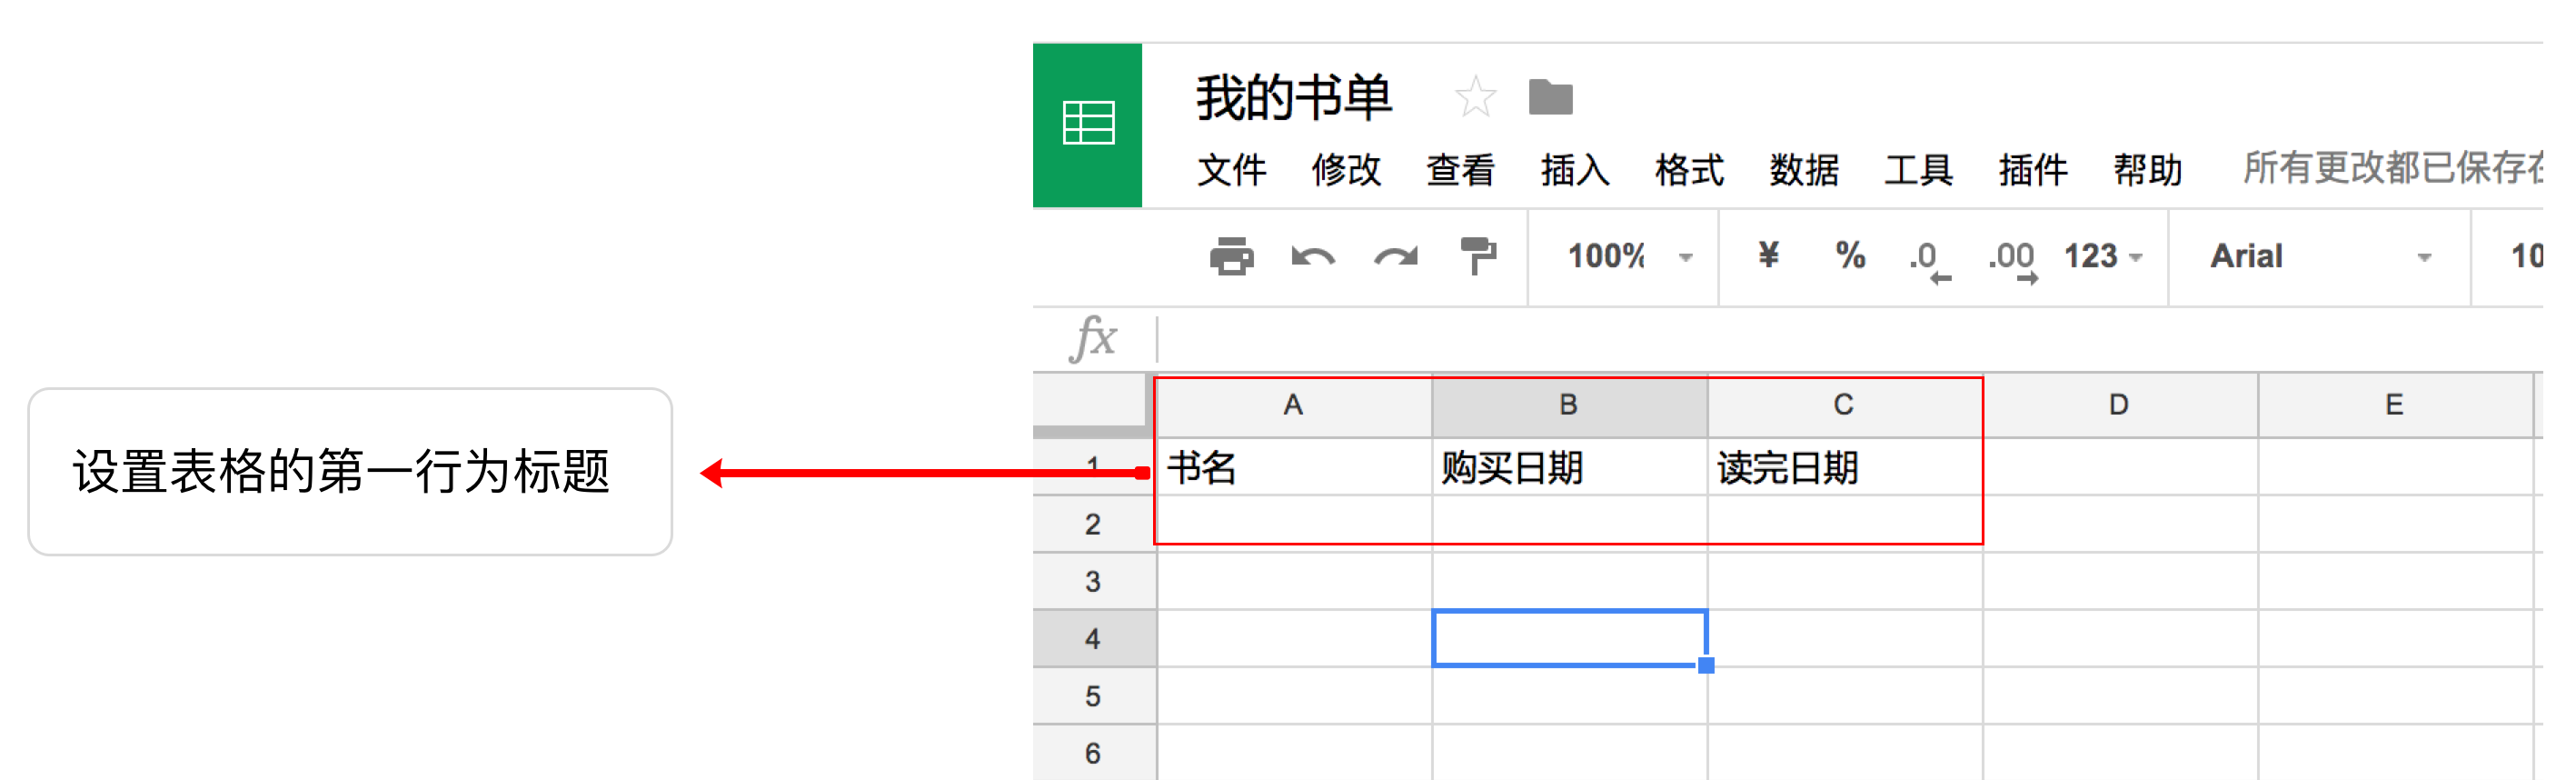 我的书单
文件 修改 查看 插入 格式 数据 工具 插件 帮助 所有更改都已保存在
100% ¥ % .0 .00 123 Arial 10
fx
A B C D E
设置表格的第一行为标题
1 书名 购买日期 读完日期
2
3
4
5
6